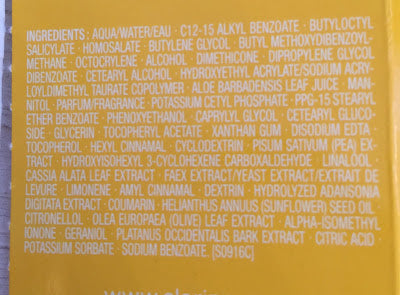 INGREDIENTS: AQUA/WATER/EAU · C12-15 ALKYL BENZOATE · BUTYLOCTYL
SALICYLATE · HOMOSALATE · BUTYLENE GLYCOL · BUTYL METHOXYDIBENZOYL-
METHANE · OCTOCRYLENE · ALCOHOL · DIMETHICONE · DIPROPYLENE GLYCOL
DIBENZOATE · CETEARYL ALCOHOL · HYDROXYETHYL ACRYLATE/SODIUM ACRY-
LOYLDIMETHYL TAURATE COPOLYMER · ALOE BARBADENSIS LEAF JUICE · MAN-
NITOL · PARFUM/FRAGRANCE · POTASSIUM CETYL PHOSPHATE · PPG-15 STEARYL
ETHER BENZOATE · PHENOXYETHANOL · CAPRYLYL GLYCOL · CETEARYL GLUCO-
SIDE · GLYCERIN · TOCOPHERYL ACETATE · XANTHAN GUM · DISODIUM EDTA ·
TOCOPHEROL · HEXYL CINNAMAL · CYCLODEXTRIN · PISUM SATIVUM (PEA) EX-
TRACT · HYDROXYISOHEXYL 3-CYCLOHEXENE CARBOXALDEHYDE · LINALOOL ·
CASSIA ALATA LEAF EXTRACT · FAEX EXTRACT/YEAST EXTRACT/EXTRAIT DE
LEVURE · LIMONENE · AMYL CINNAMAL · DEXTRIN · HYDROLYZED ADANSONIA
DIGITATA EXTRACT · COUMARIN · HELIANTHUS ANNUUS (SUNFLOWER) SEED OIL ·
CITRONELLOL · OLEA EUROPAEA (OLIVE) LEAF EXTRACT · ALPHA-ISOMETHYL
IONONE · GERANIOL · PLATANUS OCCIDENTALIS BARK EXTRACT · CITRIC ACID ·
POTASSIUM SORBATE · SODIUM BENZOATE. [S0916C]